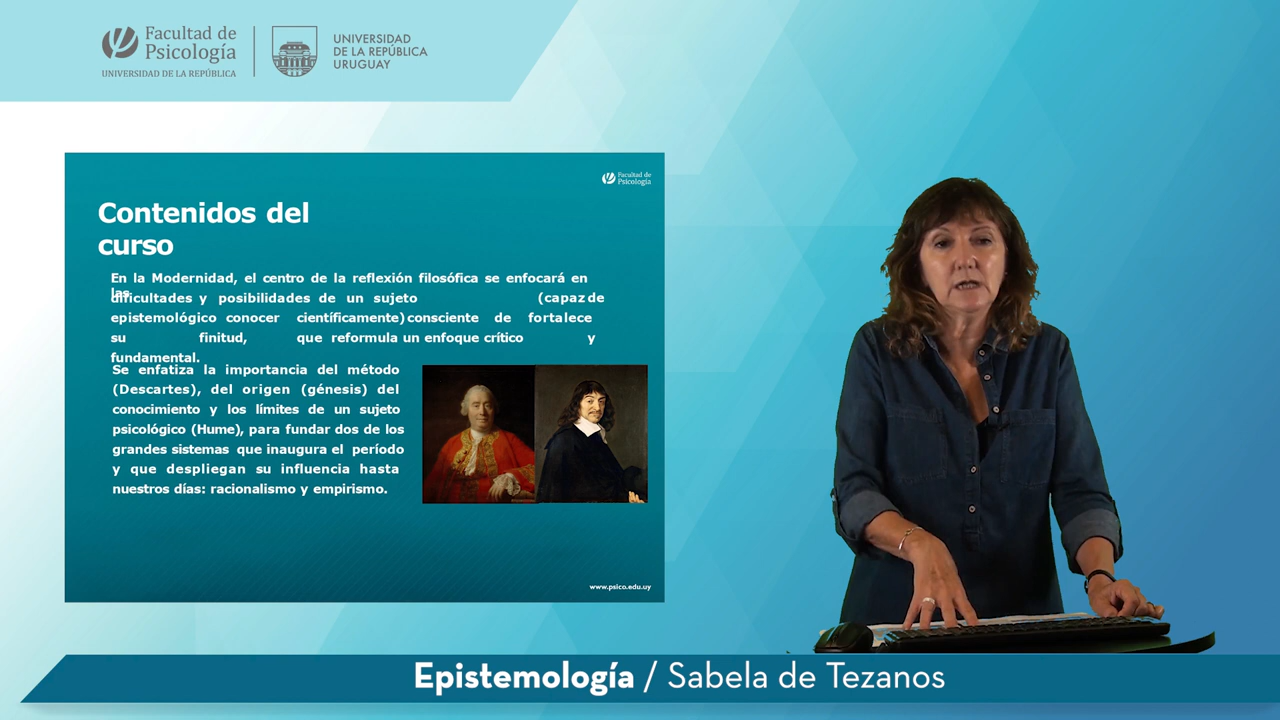 Facultad de
Psicología
UNIVERSIDAD DE LA REPÚBLICA
UNIVERSIDAD
DE LA REPÚBLICA
URUGUAY
Facultad de
Psicología
Contenidos del
curso
En la Modernidad, el centro de la reflexión filosófica se enfocará en
las
dificultades y posibilidades de un sujeto (capaz de
epistemológico conocer científicamente) consciente de fortalece
su finitud, que reformula un enfoque crítico y
fundamental.
Se enfatiza la importancia del método
(Descartes), del origen (génesis) del
conocimiento y los límites de un sujeto
psicológico (Hume), para fundar dos de los
grandes sistemas que inaugura el período
y que despliegan su influencia hasta
nuestros días: racionalismo y empirismo.
www.psico.edu.uy
Epistemología / Sabela de Tezanos